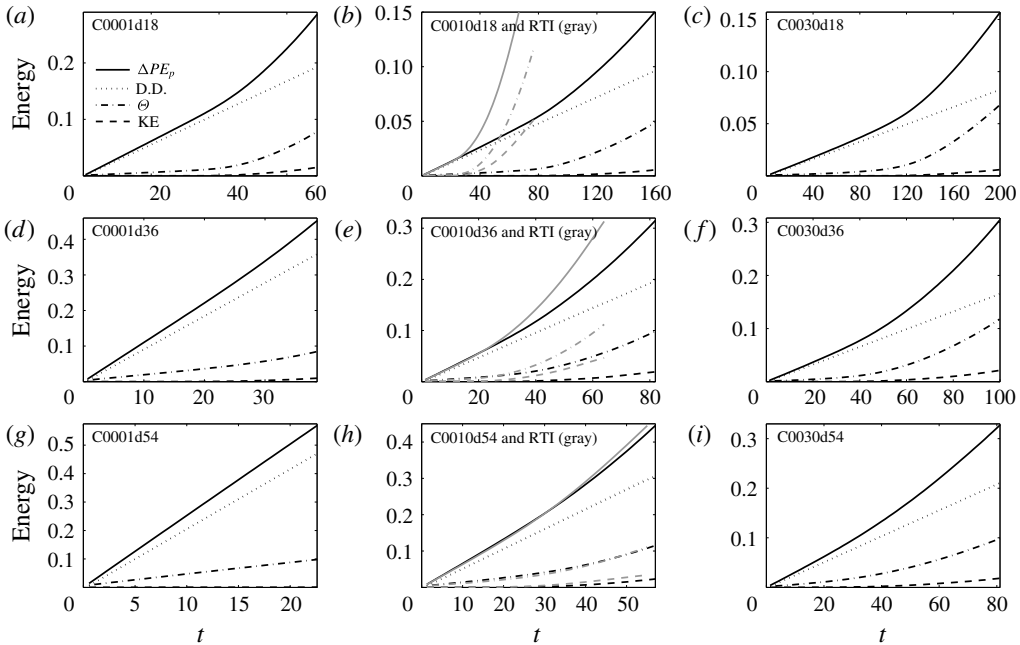 (a) C0001d18
(b) C0010d18 and RTI (gray)
(c) C0030d18
Energy
0.2
0.1
0
ΔPEp
D.D.
Θ
KE
20 40 60
0.15
0.10
0.05
0
40 80 120 160
0.15
0.10
0.05
0
40 80 120 160 200
(d) C0001d36
(e) C0010d36 and RTI (gray)
(f) C0030d36
Energy
0.4
0.3
0.2
0.1
0
10 20 30
0.3
0.2
0.1
0
20 40 60 80
0.3
0.2
0.1
0
20 40 60 80 100
(g) C0001d54
(h) C0010d54 and RTI (gray)
(i) C0030d54
Energy
0.5
0.4
0.3
0.2
0.1
0
5 10 15 20
t
0.4
0.3
0.2
0.1
0
10 20 30 40 50
t
0.3
0.2
0.1
0
20 40 60 80
t